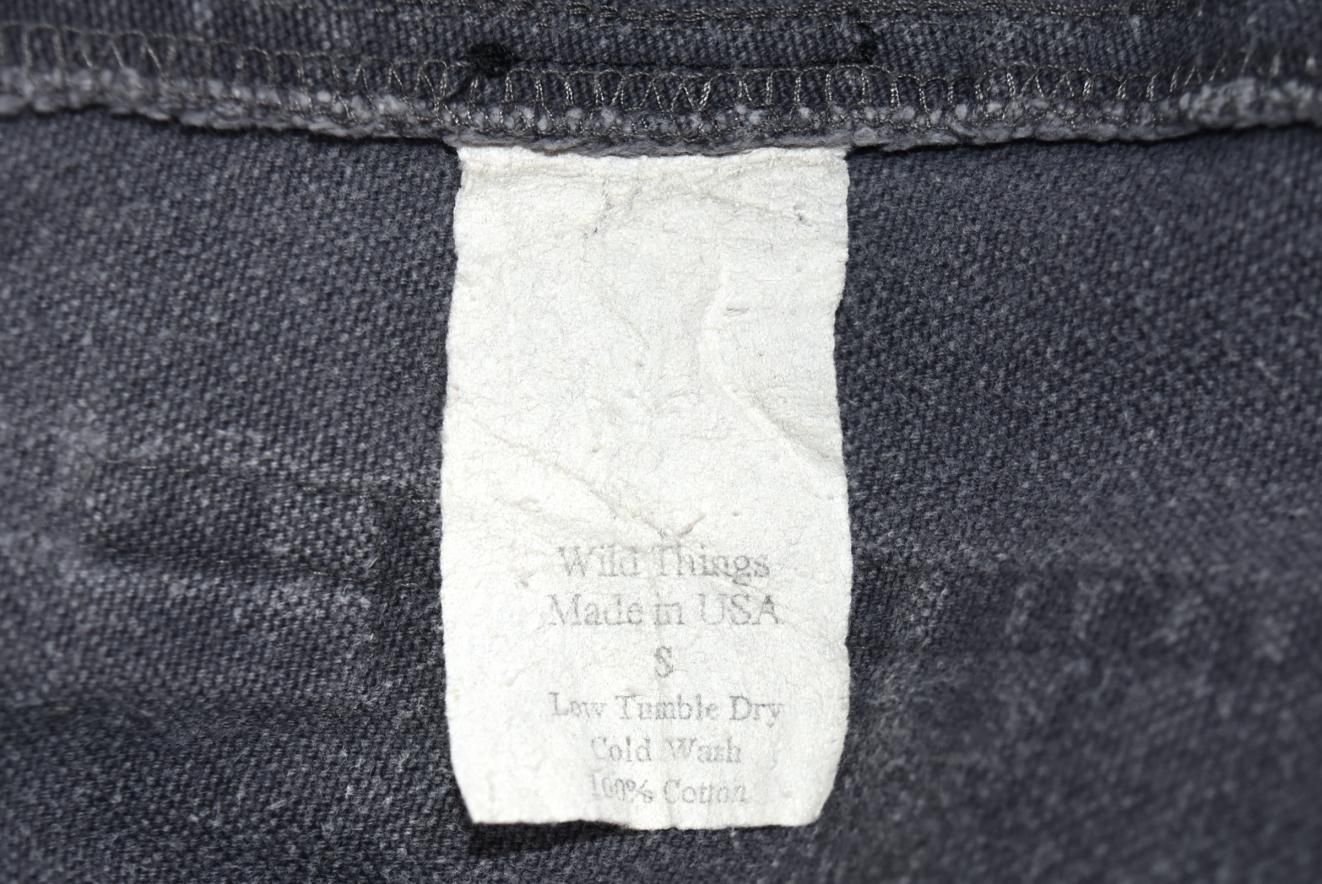 Wild Things
Made in USA
S
Low Tumble Dry
Cold Wash
100% Cotton